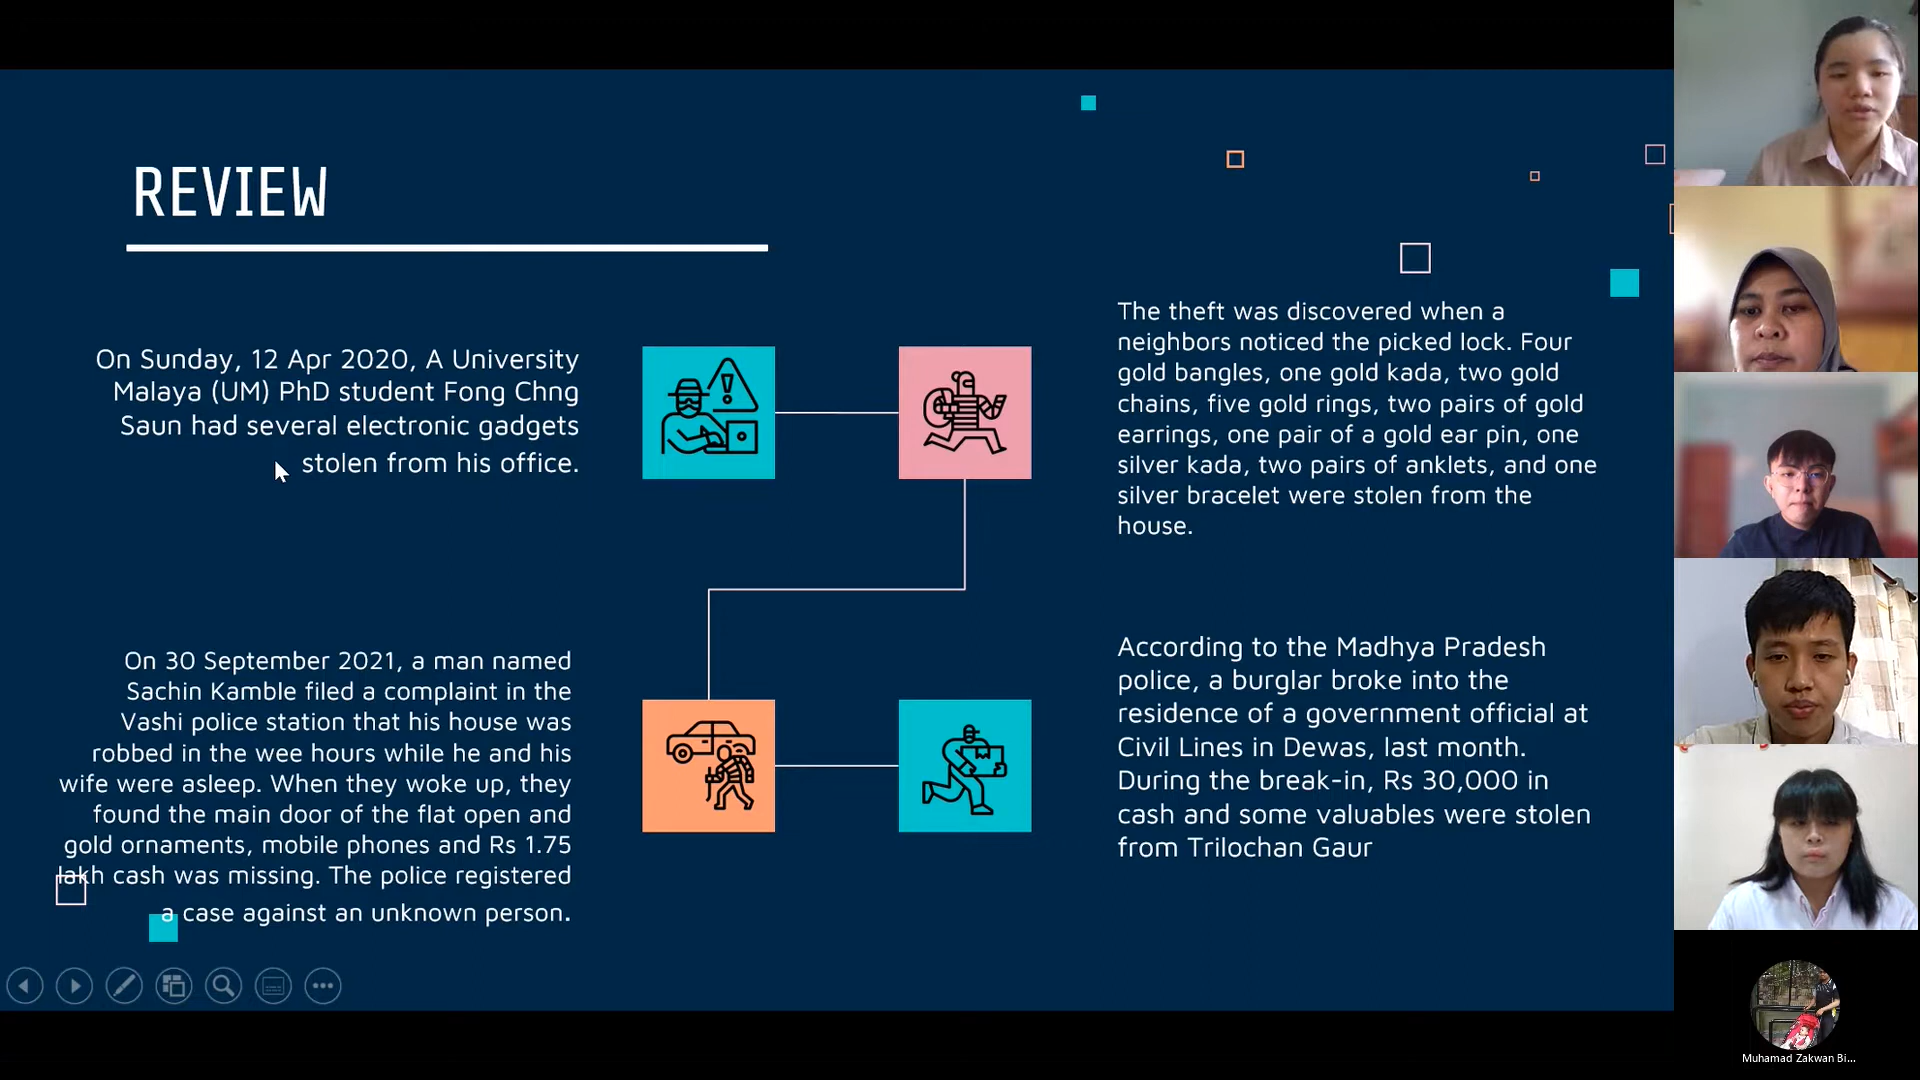 REVIEW
On Sunday, 12 Apr 2020, A University
Malaya (UM) PhD student Fong Chng
Saun had several electronic gadgets
stolen from his office.
The theft was discovered when a
neighbors noticed the picked lock. Four
gold bangles, one gold kada, two gold
chains, five gold rings, two pairs of gold
earrings, one pair of a gold ear pin, one
silver kada, two pairs of anklets, and one
silver bracelet were stolen from the
house.
On 30 September 2021, a man named
Sachin Kamble filed a complaint in the
Vashi police station that his house was
robbed in the wee hours while he and his
wife were asleep. When they woke up, they
found the main door of the flat open and
gold ornaments, mobile phones and Rs 1.75
lakh cash was missing. The police registered
a case against an unknown person.
According to the Madhya Pradesh
police, a burglar broke into the
residence of a government official at
Civil Lines in Dewas, last month.
During the break-in, Rs 30,000 in
cash and some valuables were stolen
from Trilochan Gaur
Muhamad Zakwan Bi...